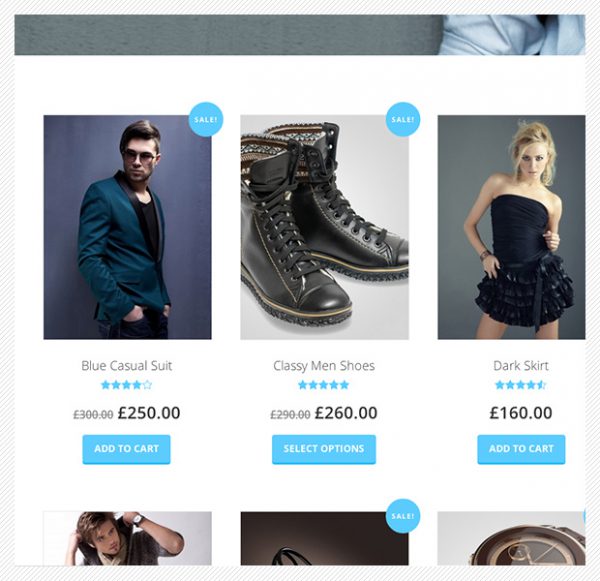 SALE!
SALE!
Blue Casual Suit
Classy Men Shoes
Dark Skirt
£300.00 £250.00
£290.00 £260.00
£160.00
ADD TO CART
SELECT OPTIONS
ADD TO CART
SALE!